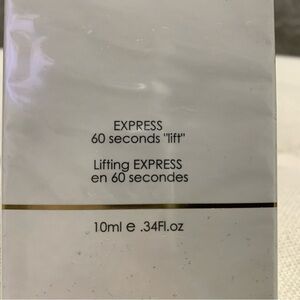 EXPRESS
60 seconds "lift"
Lifting EXPRESS
en 60 secondes
10ml e .34Fl.oz